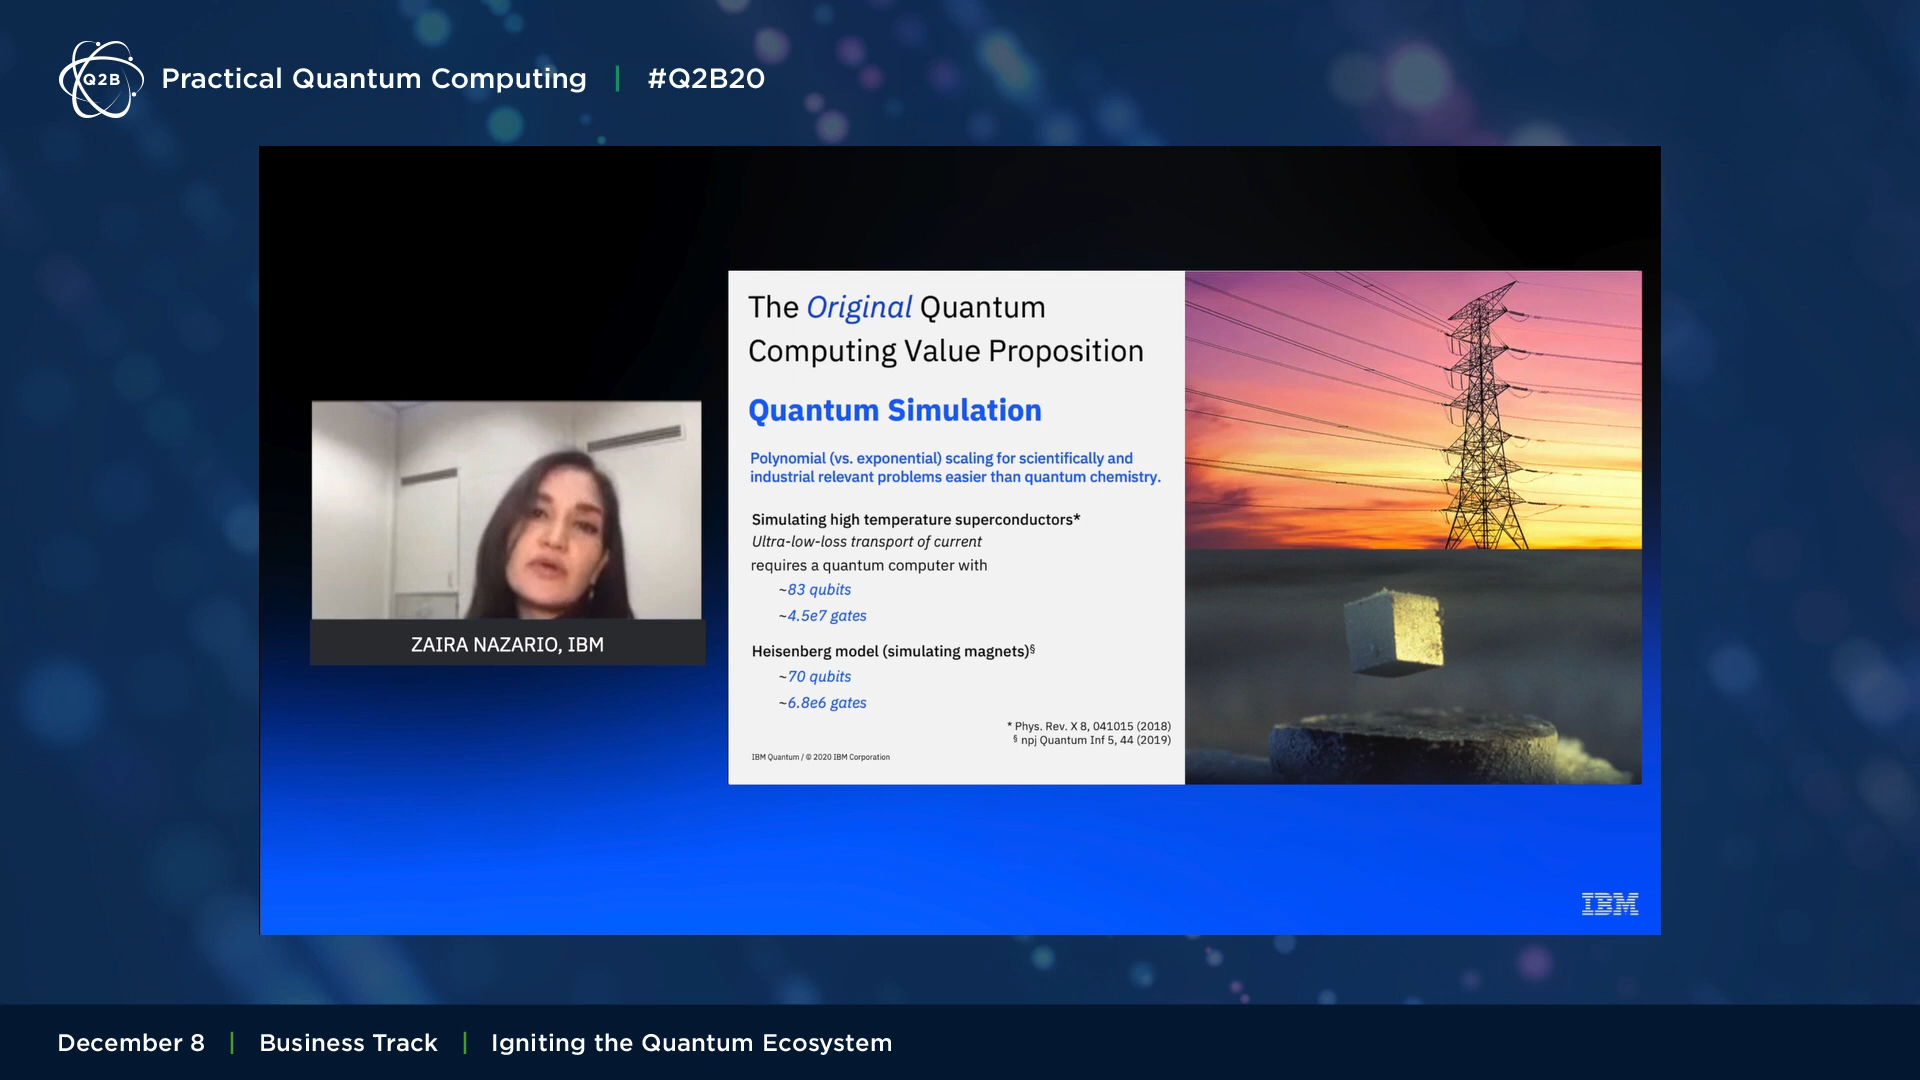 Q2B
Practical Quantum Computing | #Q2B20
ZAIRA NAZARIO, IBM
The Original Quantum
Computing Value Proposition
Quantum Simulation
Polynomial (vs. exponential) scaling for scientifically and
industrial relevant problems easier than quantum chemistry.
Simulating high temperature superconductors*
Ultra-low-loss transport of current
requires a quantum computer with
~83 qubits
~4.5e7 gates
Heisenberg model (simulating magnets)§
~70 qubits
~6.8e6 gates
* Phys. Rev. X 8, 041015 (2018)
§ npj Quantum Inf 5, 44 (2019)
IBM Quantum / © 2020 IBM Corporation
IBM
December 8 | Business Track | Igniting the Quantum Ecosystem